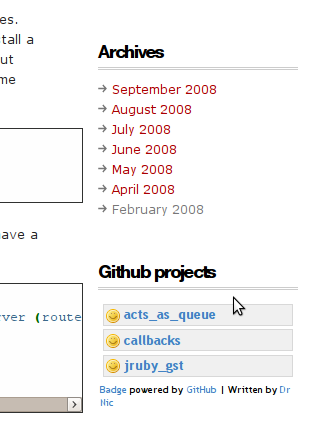 es.
tall a
ut
me
Archives
September 2008
August 2008
July 2008
June 2008
May 2008
April 2008
February 2008
ave a
Github projects
rver (route
acts_as_queue
callbacks
jruby_gst
Badge powered by GitHub | Written by Dr
Nic